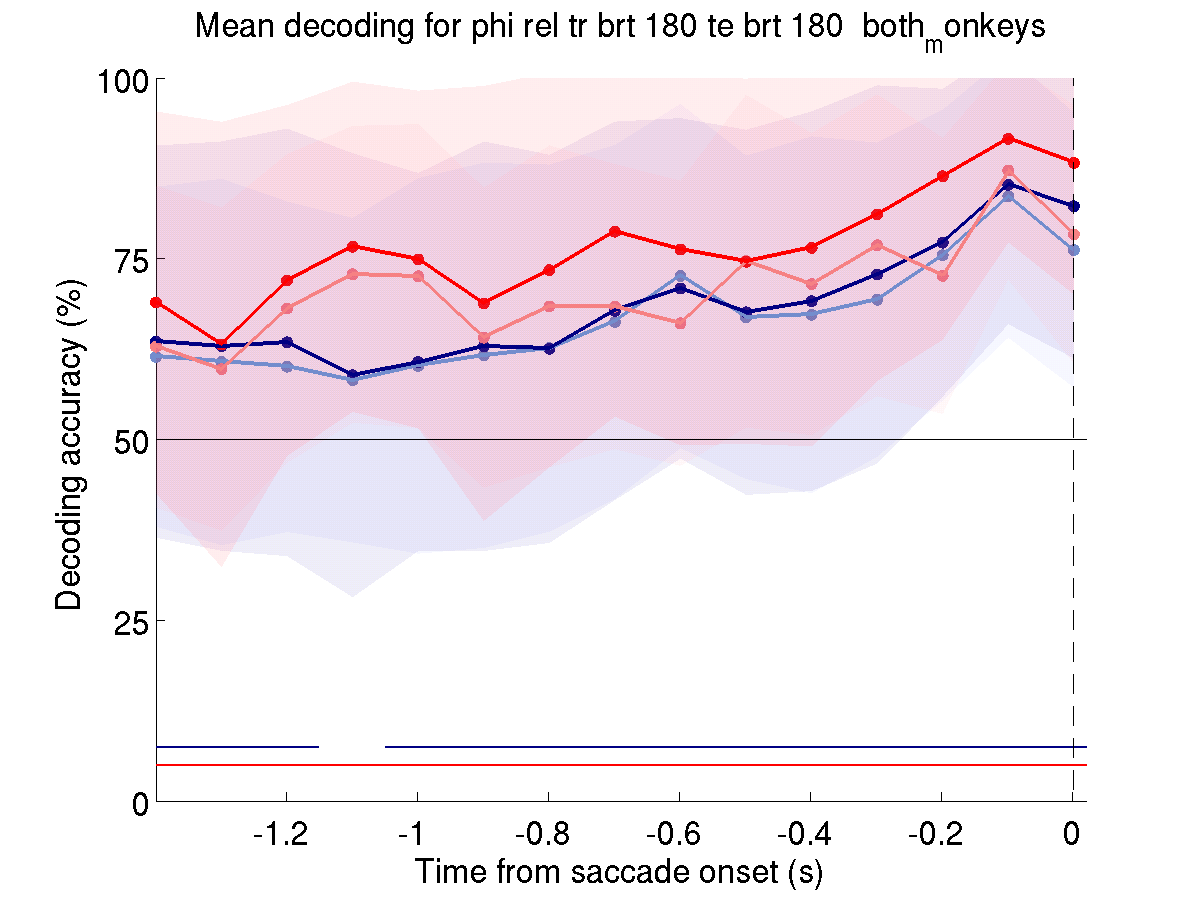 Mean decoding for phi rel tr brt 180 te brt 180 both_monkeys
100
75
50
25
0
Decoding accuracy (%)
-1.2 -1 -0.8 -0.6 -0.4 -0.2 0
Time from saccade onset (s)